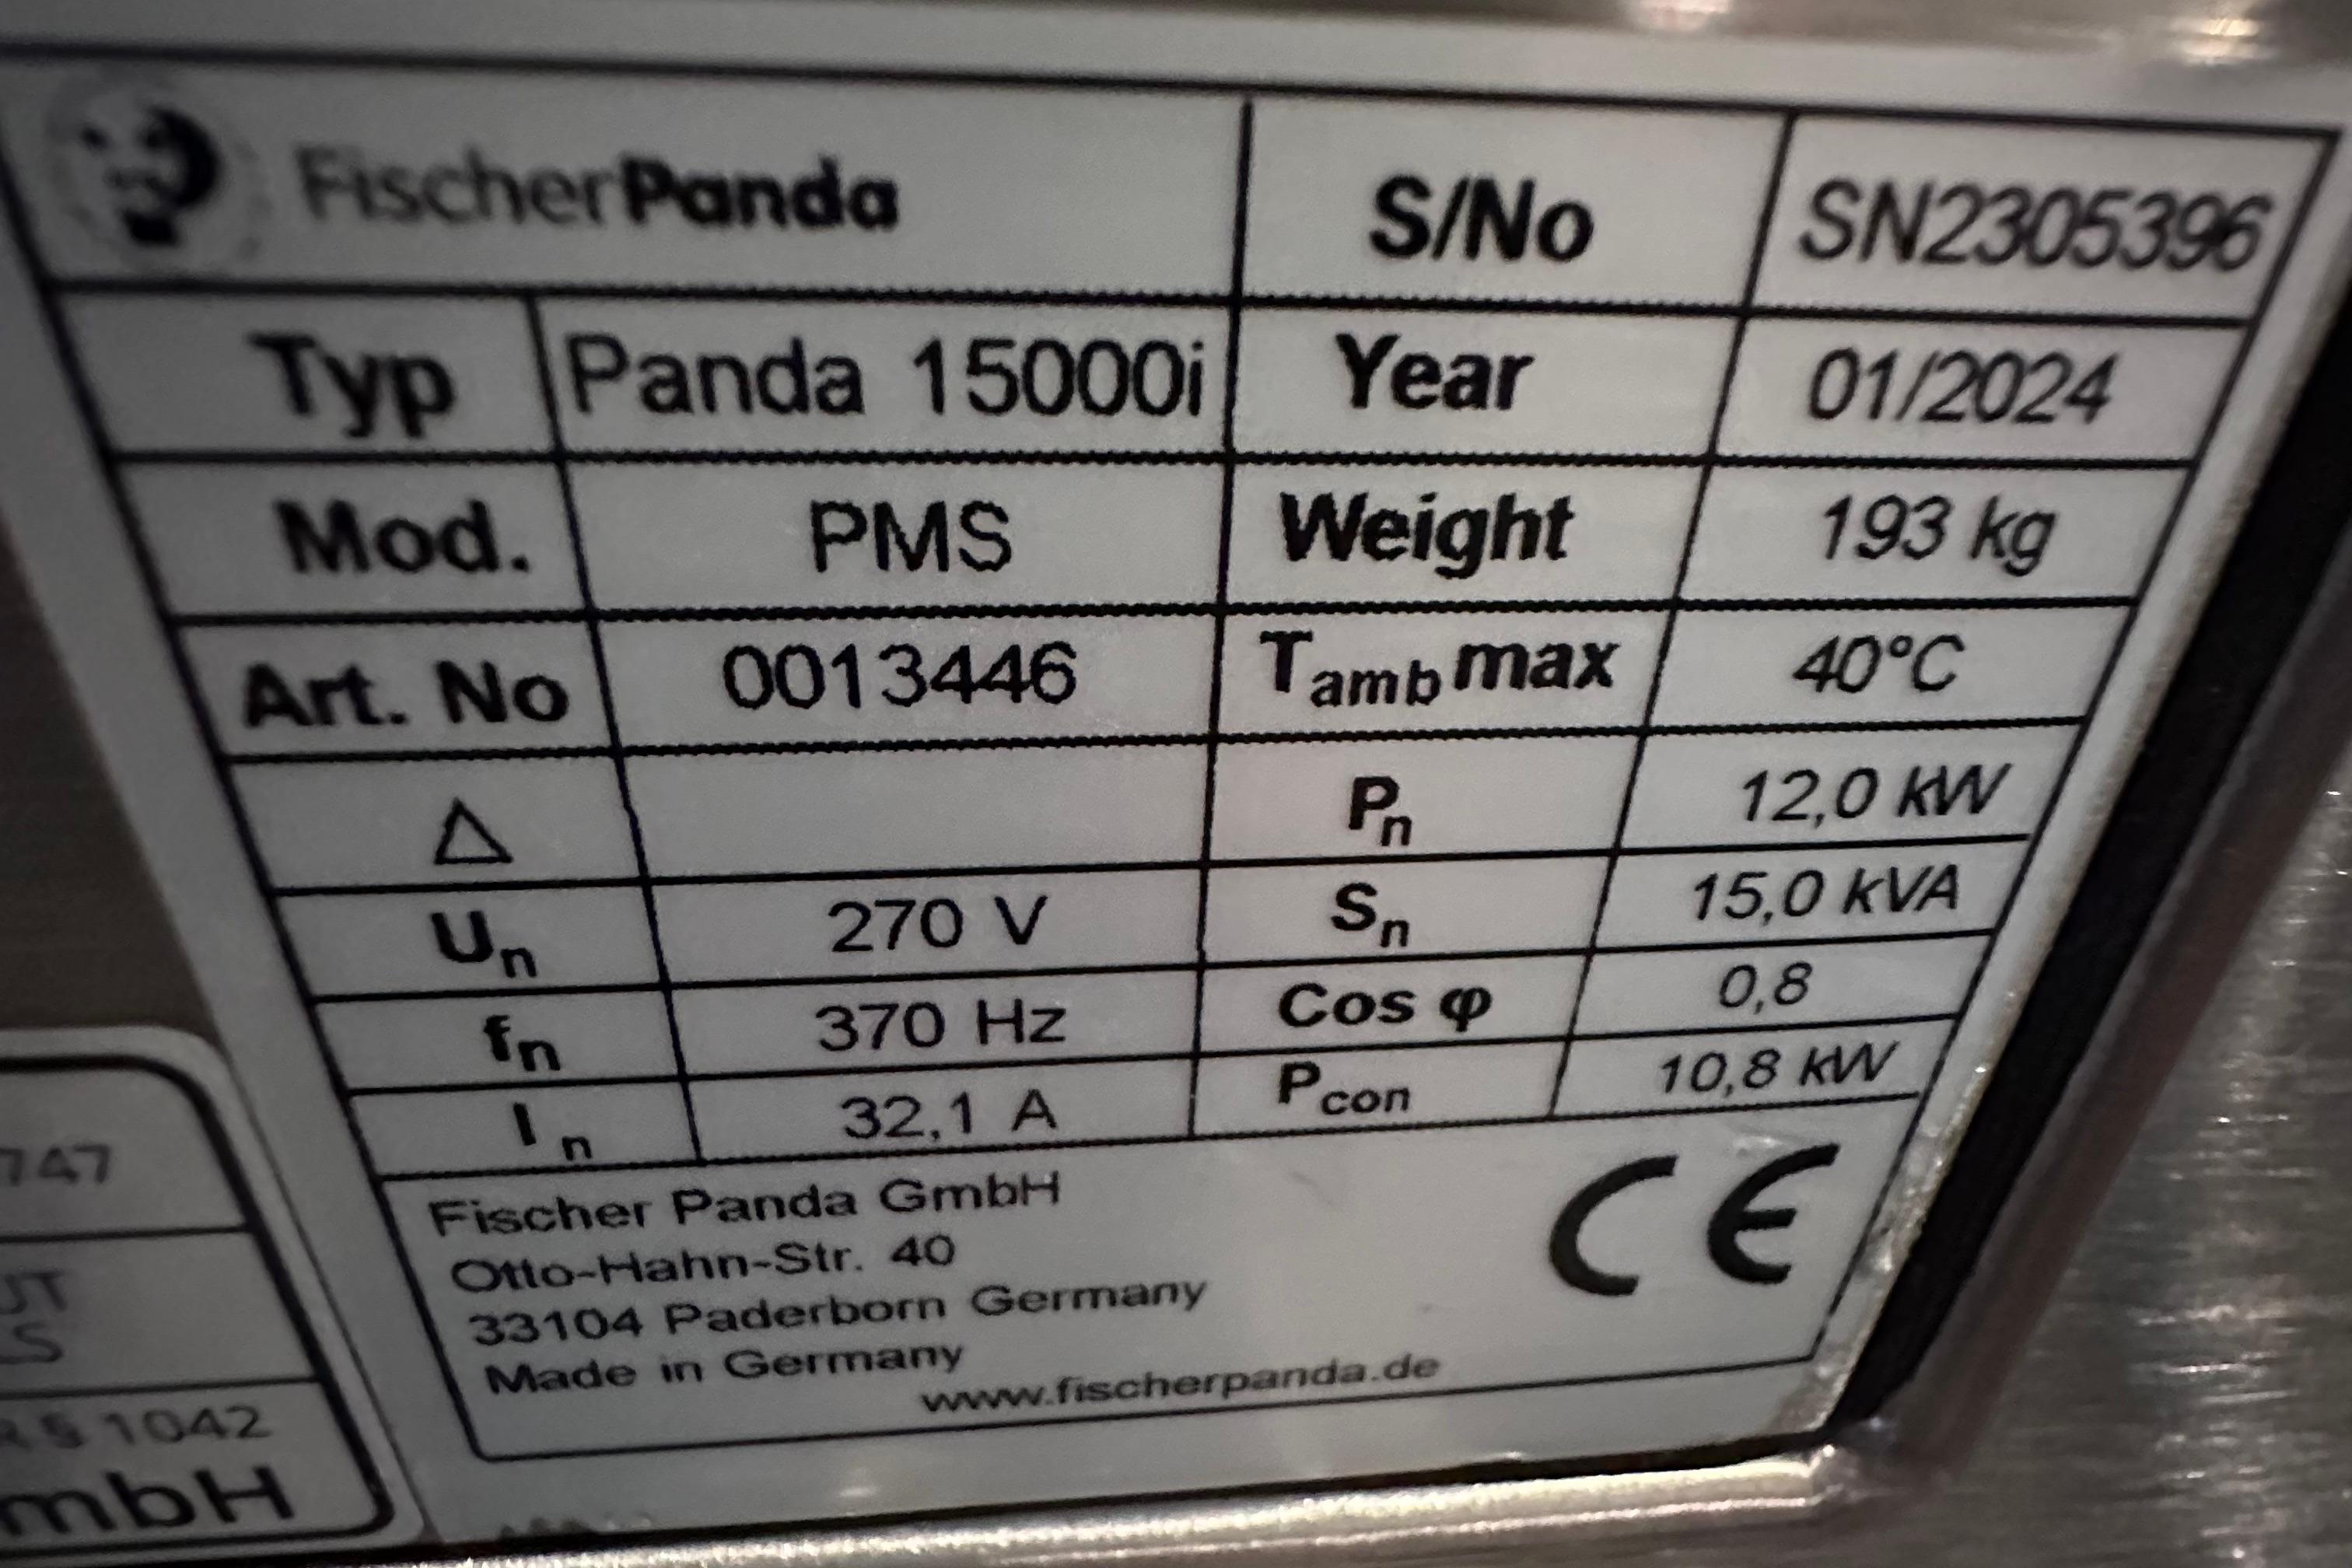 FischerPanda S/No SN2305396
Typ Panda 15000i Year 01/2024
Mod. PMS Weight 193 kg
Art. No 0013446 Tamb max 40°C
△ Pn 12,0 kW
Un 270 V Sn 15,0 kVA
fn 370 Hz Cos φ 0,8
In 32,1 A Pcon 10,8 kW
Fischer Panda GmbH
Otto-Hahn-Str. 40
33104 Paderborn Germany
Made in Germany
www.fischerpanda.de
CE
747
1042
mbH